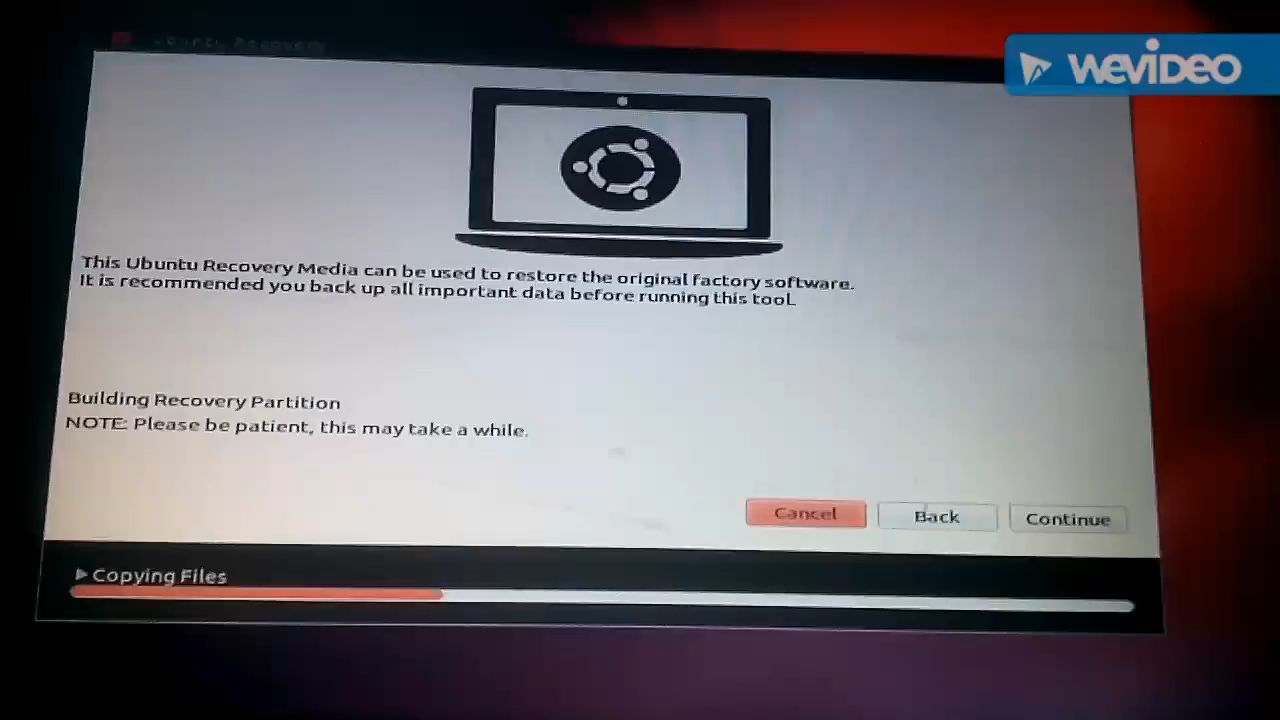 Ubuntu Recovery
WEVIDEO
This Ubuntu Recovery Media can be used to restore the original factory software.
It is recommended you back up all important data before running this tool.
Building Recovery Partition
NOTE: Please be patient, this may take a while.
Cancel
Back
Continue
Copying Files